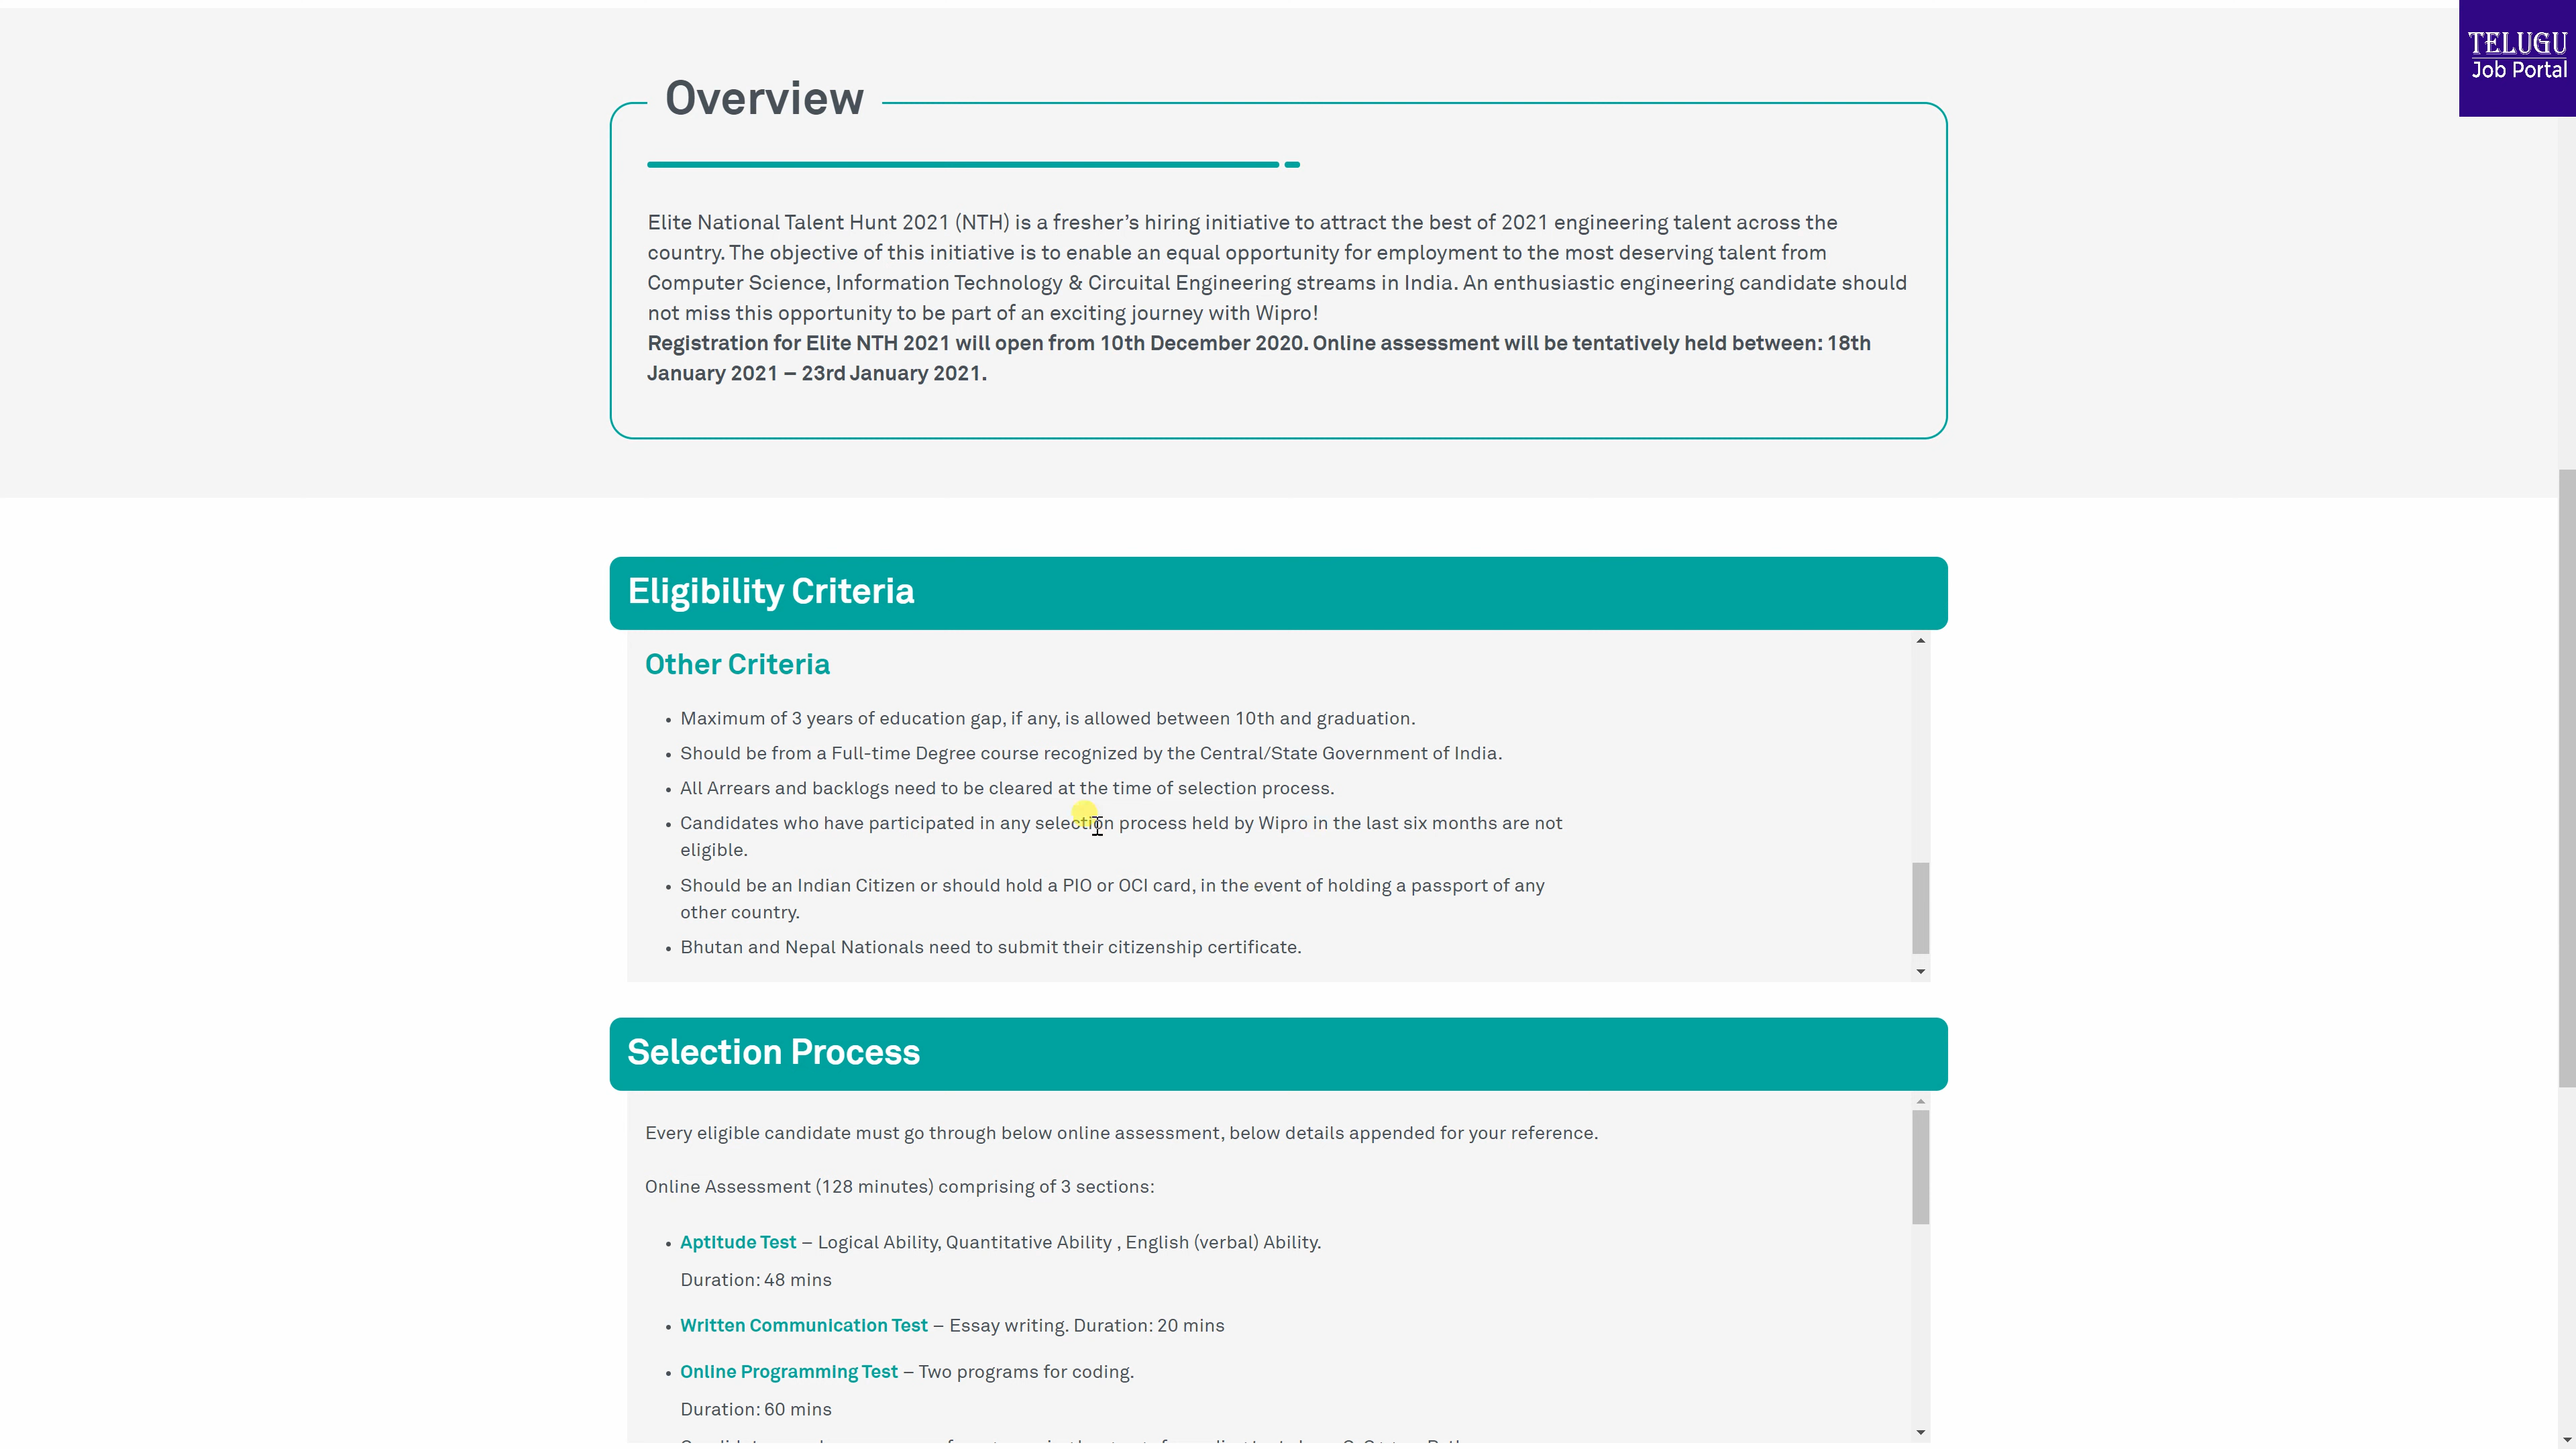 TELUGU
Job Portal
Overview
Elite National Talent Hunt 2021 (NTH) is a fresher’s hiring initiative to attract the best of 2021 engineering talent across the
country. The objective of this initiative is to enable an equal opportunity for employment to the most deserving talent from
Computer Science, Information Technology & Circuital Engineering streams in India. An enthusiastic engineering candidate should
not miss this opportunity to be part of an exciting journey with Wipro!
Registration for Elite NTH 2021 will open from 10th December 2020. Online assessment will be tentatively held between: 18th
January 2021 – 23rd January 2021.
Eligibility Criteria
Other Criteria
• Maximum of 3 years of education gap, if any, is allowed between 10th and graduation.
• Should be from a Full-time Degree course recognized by the Central/State Government of India.
• All Arrears and backlogs need to be cleared at the time of selection process.
• Candidates who have participated in any selection process held by Wipro in the last six months are not
eligible.
• Should be an Indian Citizen or should hold a PIO or OCI card, in the event of holding a passport of any
other country.
• Bhutan and Nepal Nationals need to submit their citizenship certificate.
Selection Process
Every eligible candidate must go through below online assessment, below details appended for your reference.
Online Assessment (128 minutes) comprising of 3 sections:
• Aptitude Test – Logical Ability, Quantitative Ability , English (verbal) Ability.
Duration: 48 mins
• Written Communication Test – Essay writing. Duration: 20 mins
• Online Programming Test – Two programs for coding.
Duration: 60 mins